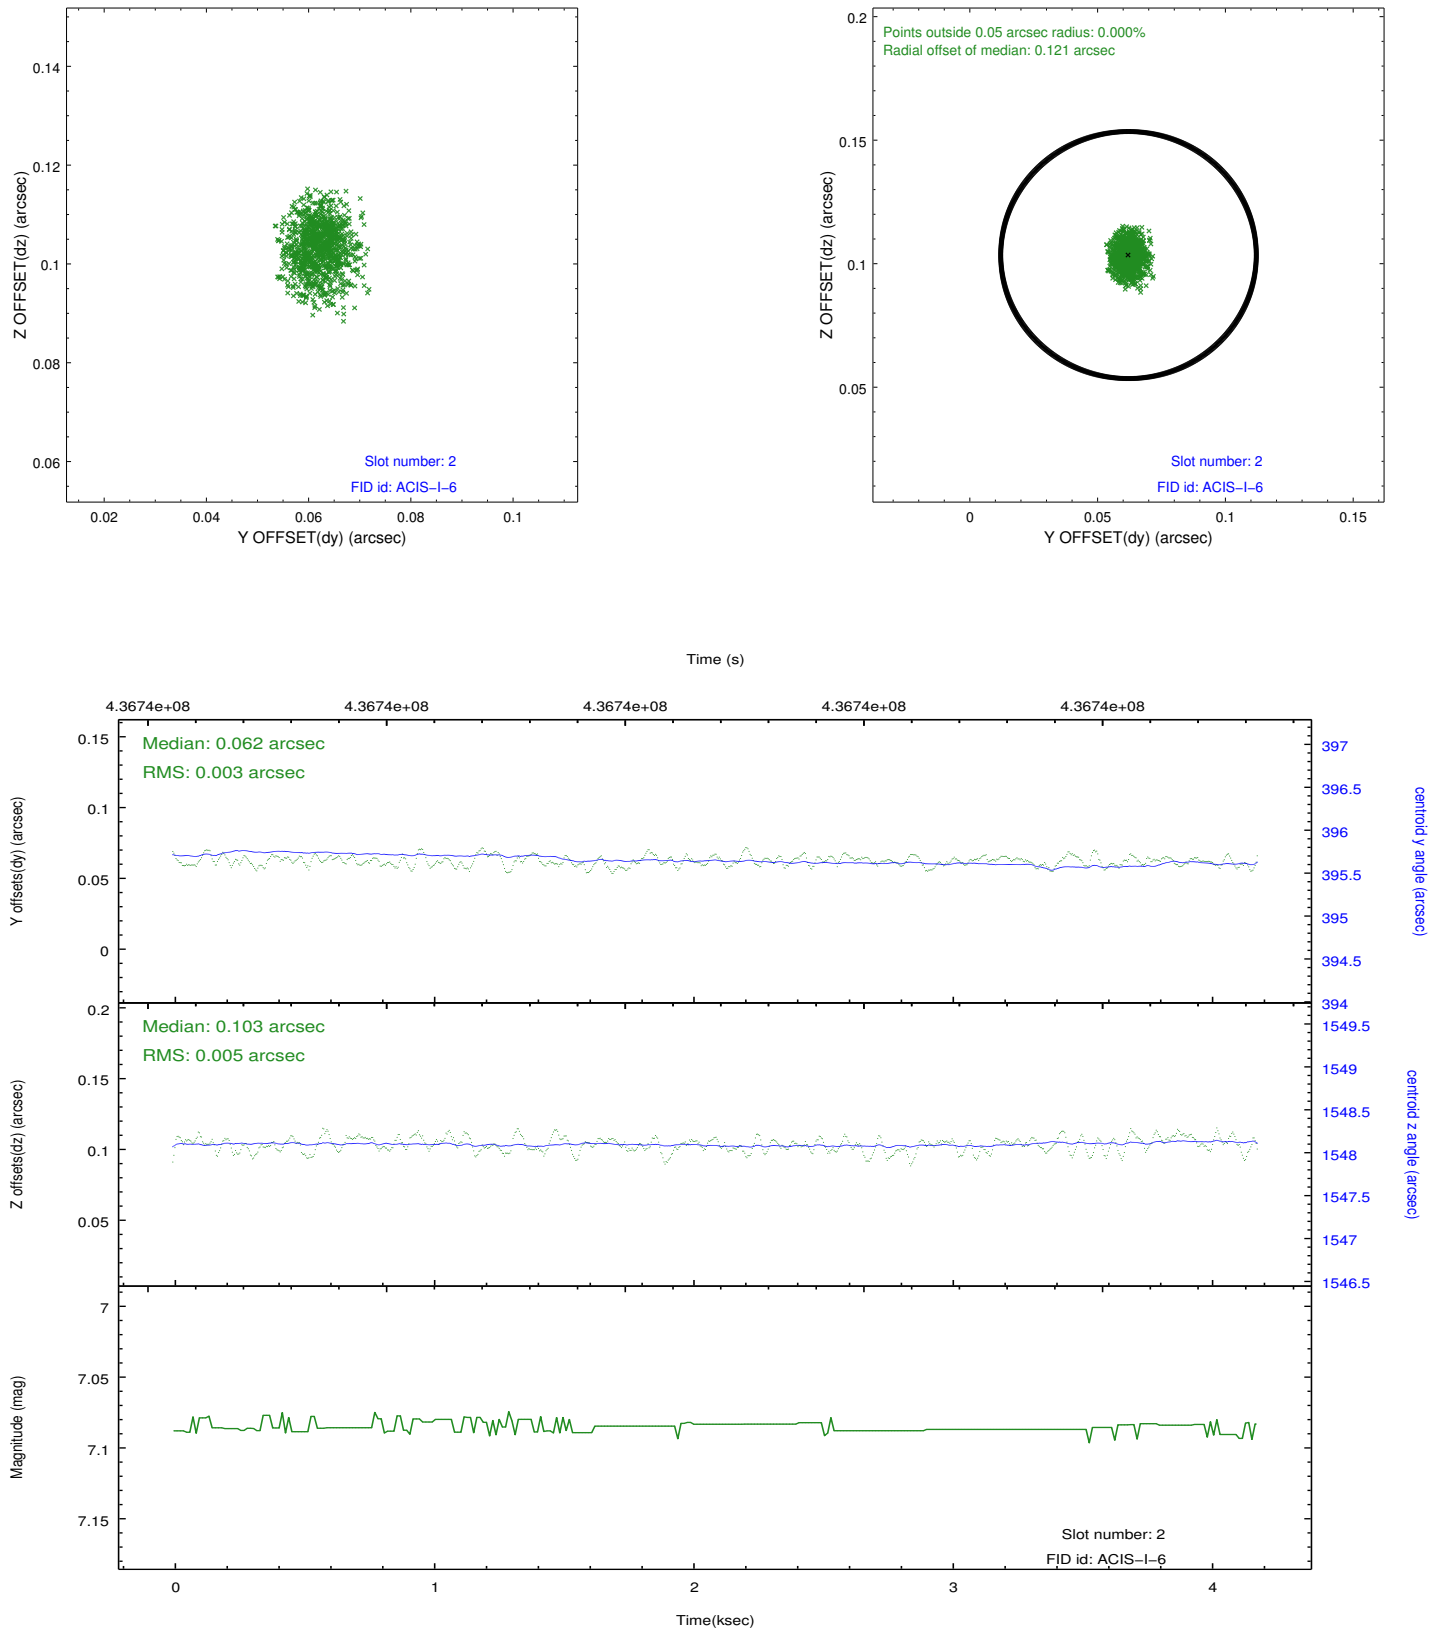 0.14
0.12
0.1
0.08
0.06
Z OFFSET(dz) (arcsec)
Slot number: 2
FID id: ACIS−I−6
0.02
0.04
0.06
0.08
0.1
Y OFFSET(dy) (arcsec)
Points outside 0.05 arcsec radius: 0.000%
Radial offset of median: 0.121 arcsec
0.2
0.15
0.1
0.05
Z OFFSET(dz) (arcsec)
Slot number: 2
FID id: ACIS−I−6
0
0.05
0.1
0.15
Y OFFSET(dy) (arcsec)
Time (s)
4.3674e+08
4.3674e+08
4.3674e+08
4.3674e+08
4.3674e+08
Median: 0.062 arcsec
RMS: 0.003 arcsec
0.15
0.1
0.05
0
Y offsets(dy) (arcsec)
397
396.5
396
395.5
395
394.5
394
centroid y angle (arcsec)
Median: 0.103 arcsec
RMS: 0.005 arcsec
0.2
0.15
0.1
0.05
Z offsets(dz) (arcsec)
1549.5
1549
1548.5
1548
1547.5
1547
1546.5
centroid z angle (arcsec)
7
7.05
7.1
7.15
Magnitude (mag)
Slot number: 2
FID id: ACIS−I−6
0
1
2
3
4
Time(ksec)